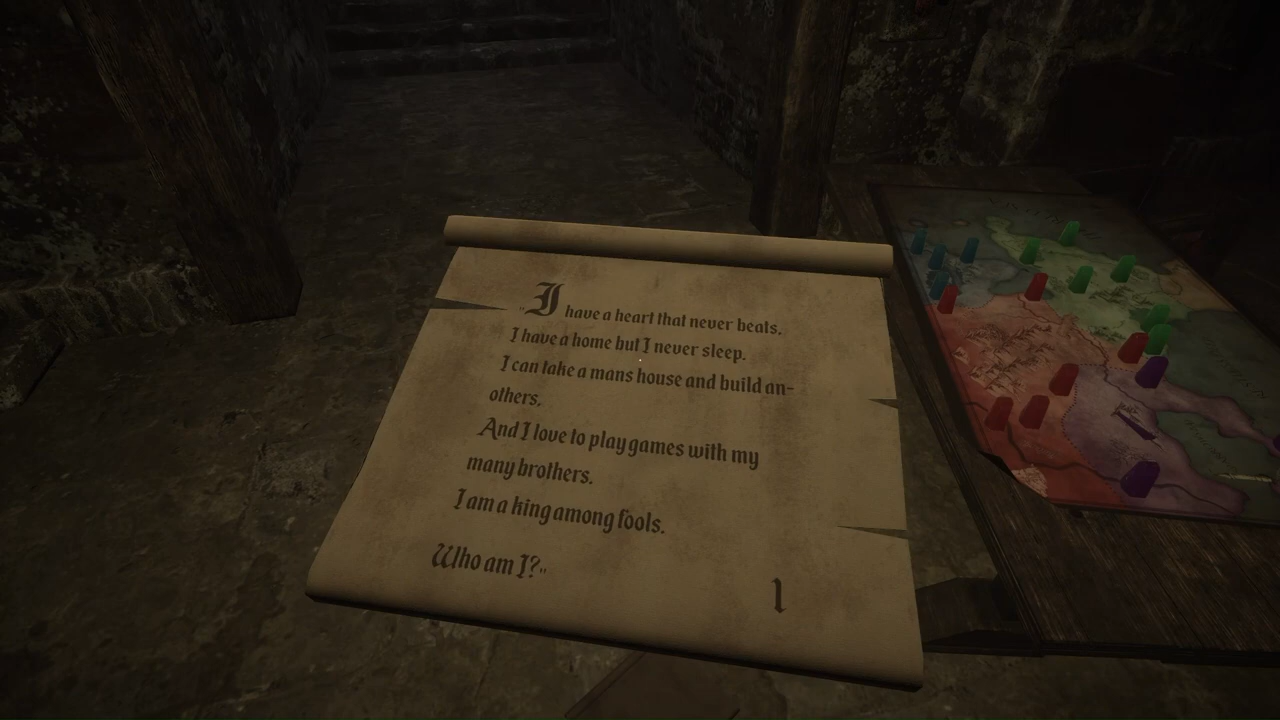 „I have a heart that never beats.
I have a home but I never sleep.
I can take a mans house and build an-
others.
And I love to play games with my
many brothers.
I am a king among fools.
Who am I?“
1